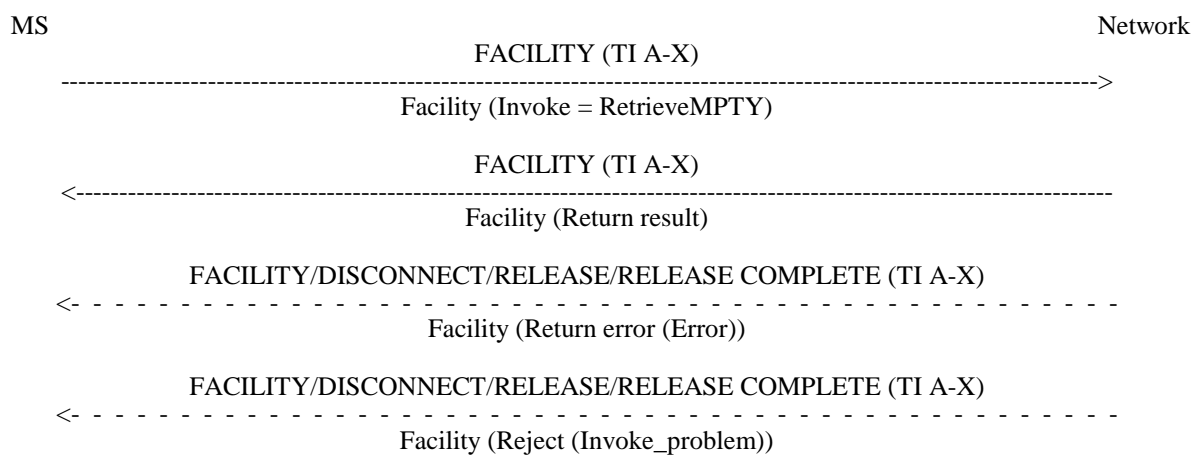 MS Network
FACILITY (TI A-X)
Facility (Invoke = RetrieveMPTY)
FACILITY (TI A-X)
Facility (Return result)
FACILITY/DISCONNECT/RELEASE/RELEASE COMPLETE (TI A-X)
Facility (Return error (Error))
FACILITY/DISCONNECT/RELEASE/RELEASE COMPLETE (TI A-X)
Facility (Reject (Invoke_problem))